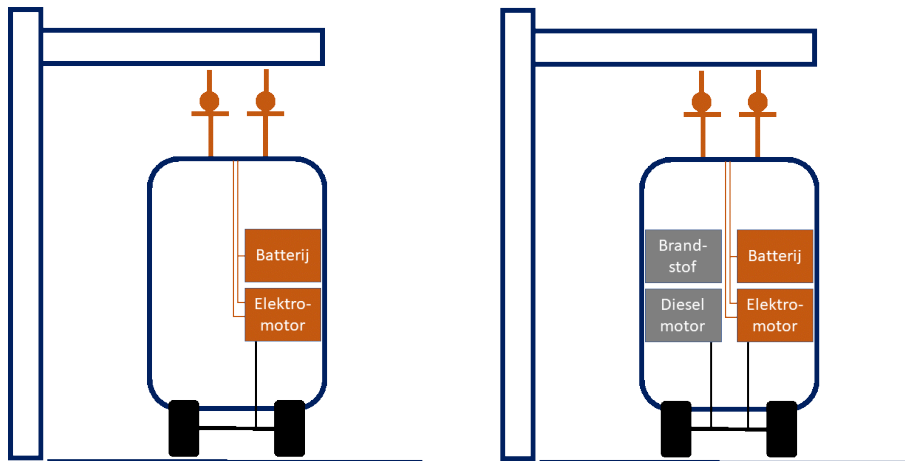 Batterij
Elektro-
motor
Brand-
stof
Batterij
Diesel
motor
Elektro-
motor